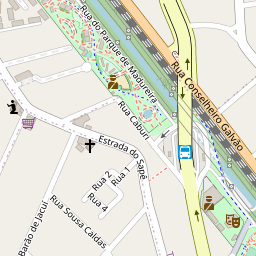 Rua do Parque de Madureira
Rua Conselheiro Galvão
Rua Caburi
Estrada do Sapê
Rua 1
Rua 2
Rua 4
Rua Sousa Caldas
Barão de Jacuí